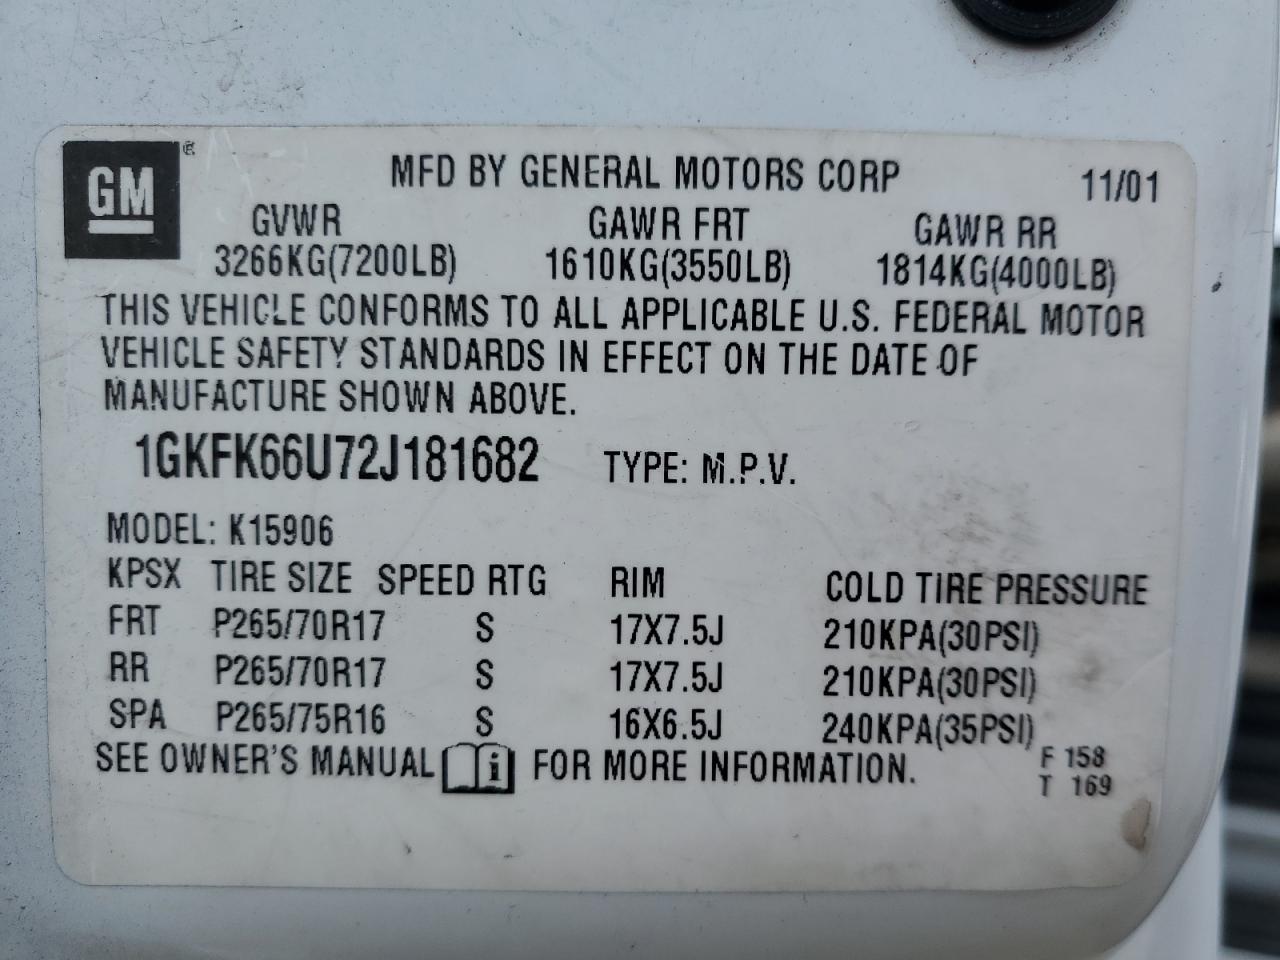 GM
MFD BY GENERAL MOTORS CORP 11/01
GVWR GAWR FRT GAWR RR
3266KG(7200LB) 1610KG(3550LB) 1814KG(4000LB)
THIS VEHICLE CONFORMS TO ALL APPLICABLE U.S. FEDERAL MOTOR
VEHICLE SAFETY STANDARDS IN EFFECT ON THE DATE OF
MANUFACTURE SHOWN ABOVE.
1GKFK66U72J181682 TYPE: M.P.V.
MODEL: K15906
KPSX TIRE SIZE SPEED RTG RIM COLD TIRE PRESSURE
FRT P265/70R17 S 17X7.5J 210KPA(30PSI)
RR P265/70R17 S 17X7.5J 210KPA(30PSI)
SPA P265/75R16 S 16X6.5J 240KPA(35PSI)
SEE OWNER'S MANUAL i FOR MORE INFORMATION.
F 158
T 169